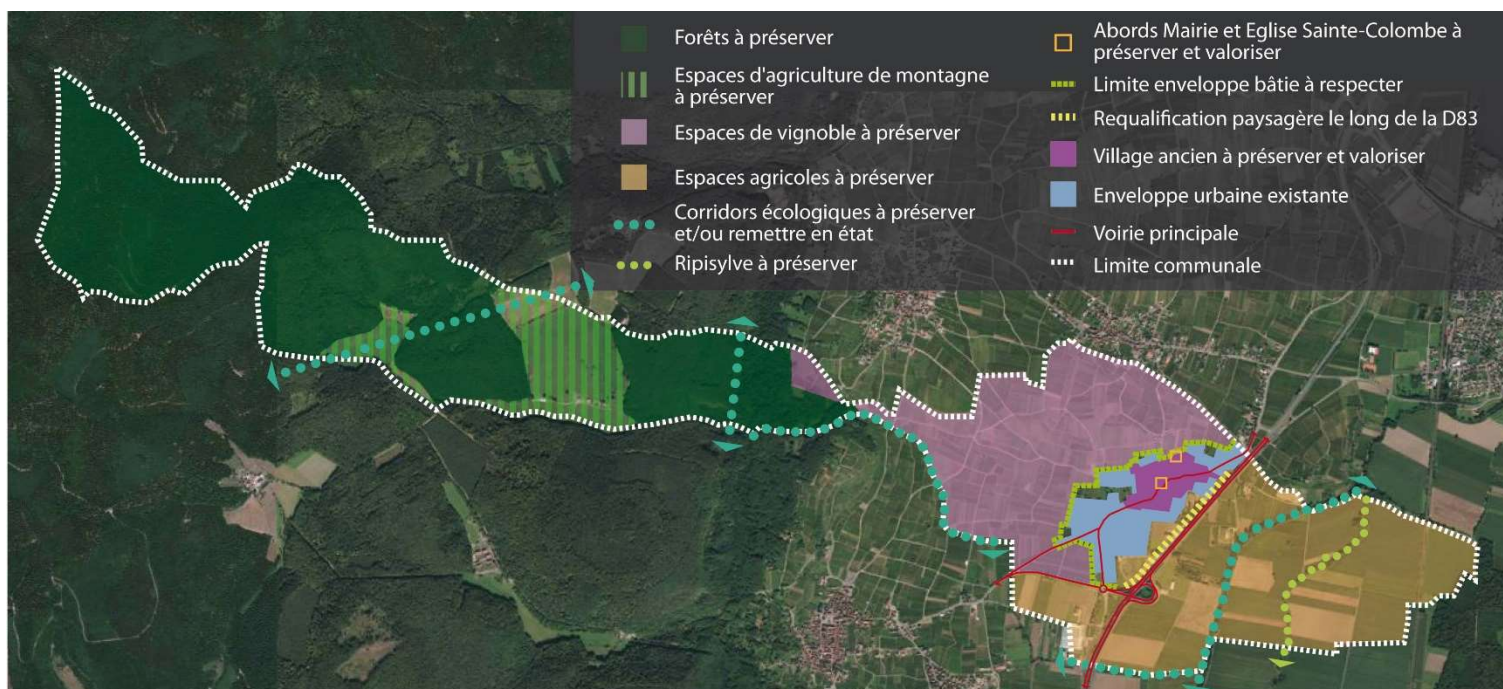 Forêts à préserver
Espaces d'agriculture de montagne
à préserver
Espaces de vignoble à préserver
Espaces agricoles à préserver
Corridors écologiques à préserver
et/ou remettre en état
Ripisylve à préserver
Abords Mairie et Eglise Sainte-Colombe à
préserver et valoriser
Limite enveloppe bâtie à respecter
Requalification paysagère le long de la D83
Village ancien à préserver et valoriser
Enveloppe urbaine existante
Voirie principale
Limite communale